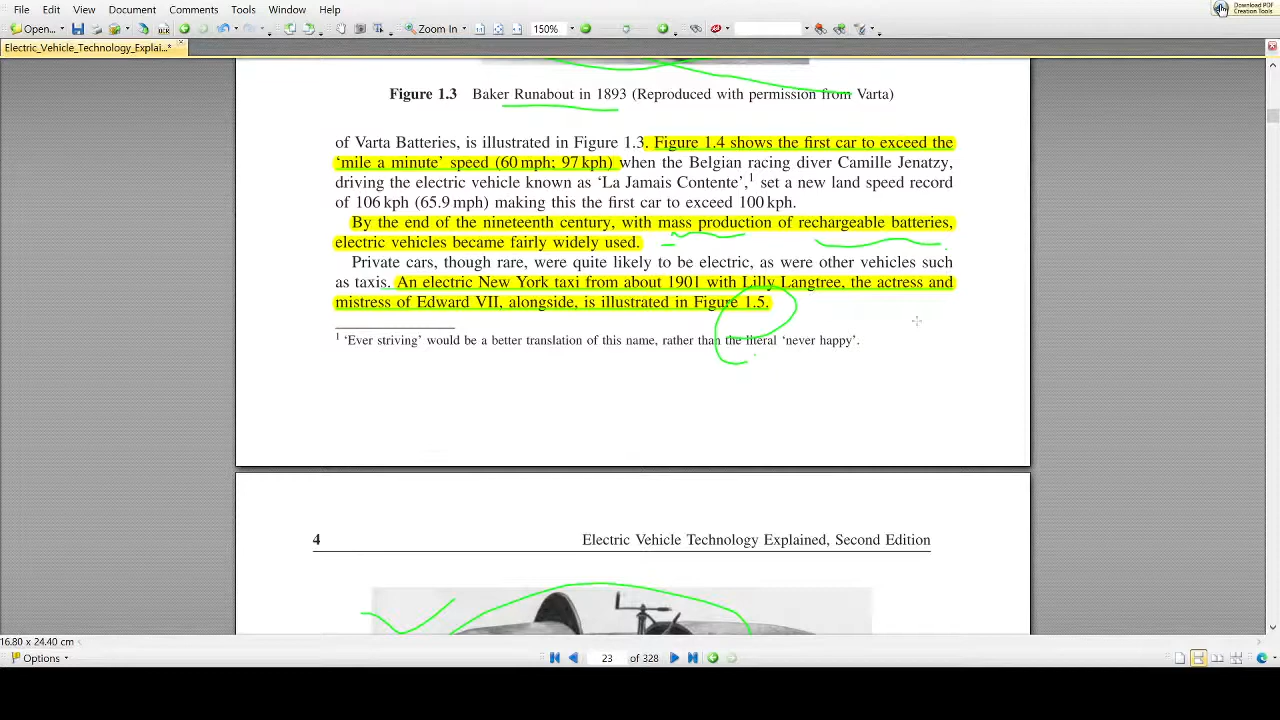 File Edit View Document Comments Tools Window Help
Download PDF
Creation Tools
Open... Zoom In 150%
Electric_Vehicle_Technology_Explai...*
Figure 1.3 Baker Runabout in 1893 (Reproduced with permission from Varta)
of Varta Batteries, is illustrated in Figure 1.3. Figure 1.4 shows the first car to exceed the
‘mile a minute’ speed (60 mph; 97 kph) when the Belgian racing diver Camille Jenatzy,
driving the electric vehicle known as ‘La Jamais Contente’,1 set a new land speed record
of 106 kph (65.9 mph) making this the first car to exceed 100 kph.
By the end of the nineteenth century, with mass production of rechargeable batteries,
electric vehicles became fairly widely used.
Private cars, though rare, were quite likely to be electric, as were other vehicles such
as taxis. An electric New York taxi from about 1901 with Lilly Langtree, the actress and
mistress of Edward VII, alongside, is illustrated in Figure 1.5.
1 ‘Ever striving’ would be a better translation of this name, rather than the literal ‘never happy’.
4 Electric Vehicle Technology Explained, Second Edition
16.80 x 24.40 cm
Options 23 of 328